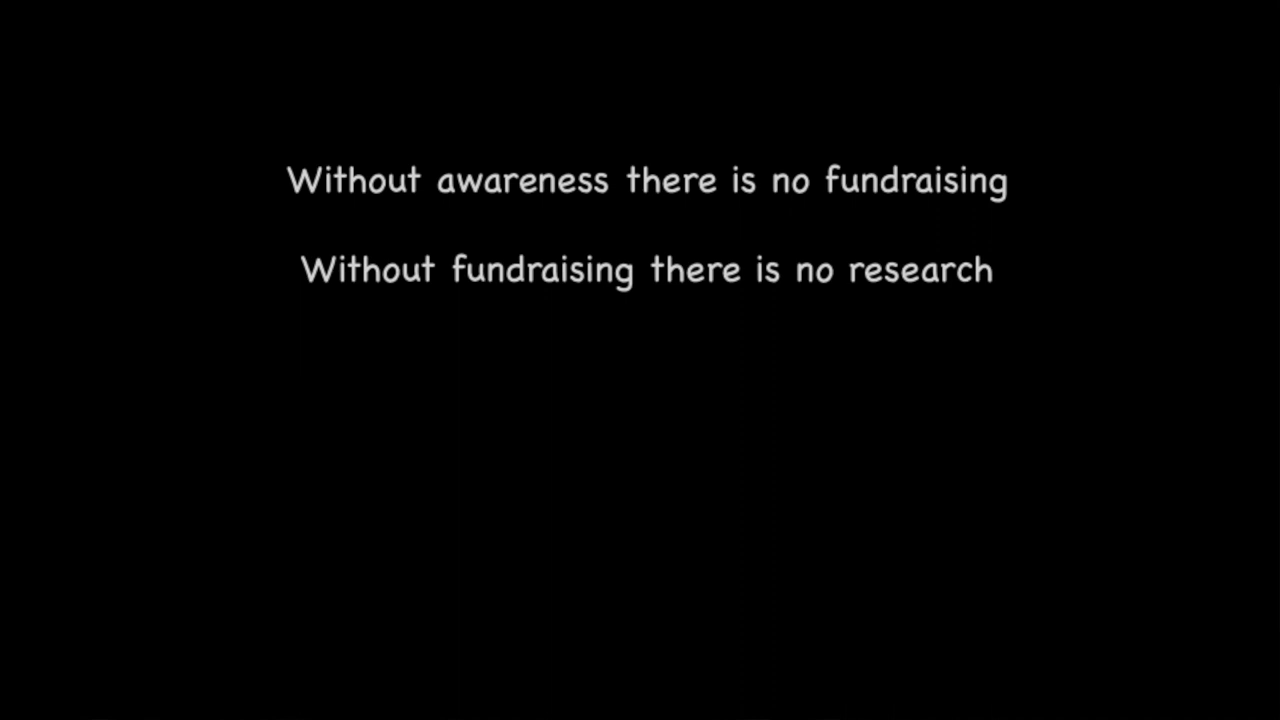 Without awareness there is no fundraising
Without fundraising there is no research